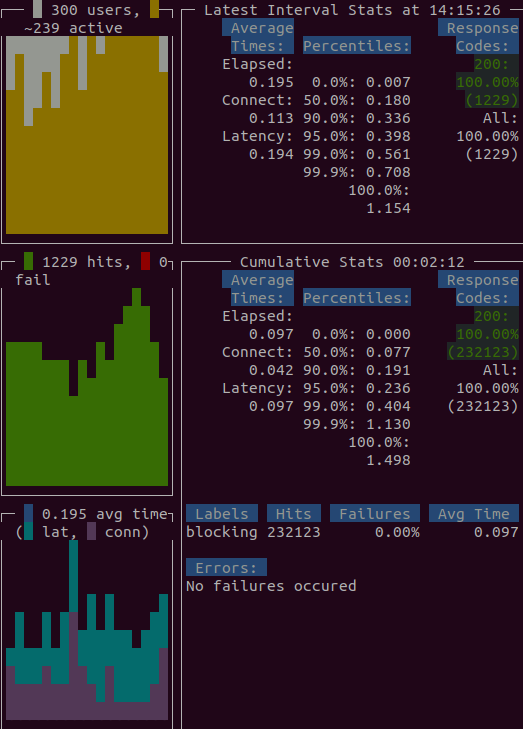 300 users,
~239 active
1229 hits, 0
fail
0.195 avg time
( lat, conn)
Latest Interval Stats at 14:15:26
Average Response
Times: Percentiles: Codes:
Elapsed: 200:
0.195 0.0%: 0.007 100.00%
Connect: 50.0%: 0.180 (1229)
0.113 90.0%: 0.336 All:
Latency: 95.0%: 0.398 100.00%
0.194 99.0%: 0.561 (1229)
99.9%: 0.708
100.0%:
1.154
Cumulative Stats 00:02:12
Average Response
Times: Percentiles: Codes:
Elapsed: 200:
0.097 0.0%: 0.000 100.00%
Connect: 50.0%: 0.077 (232123)
0.042 90.0%: 0.191 All:
Latency: 95.0%: 0.236 100.00%
0.097 99.0%: 0.404 (232123)
99.9%: 1.130
100.0%:
1.498
Labels Hits Failures Avg Time
blocking 232123 0.00% 0.097
Errors:
No failures occured